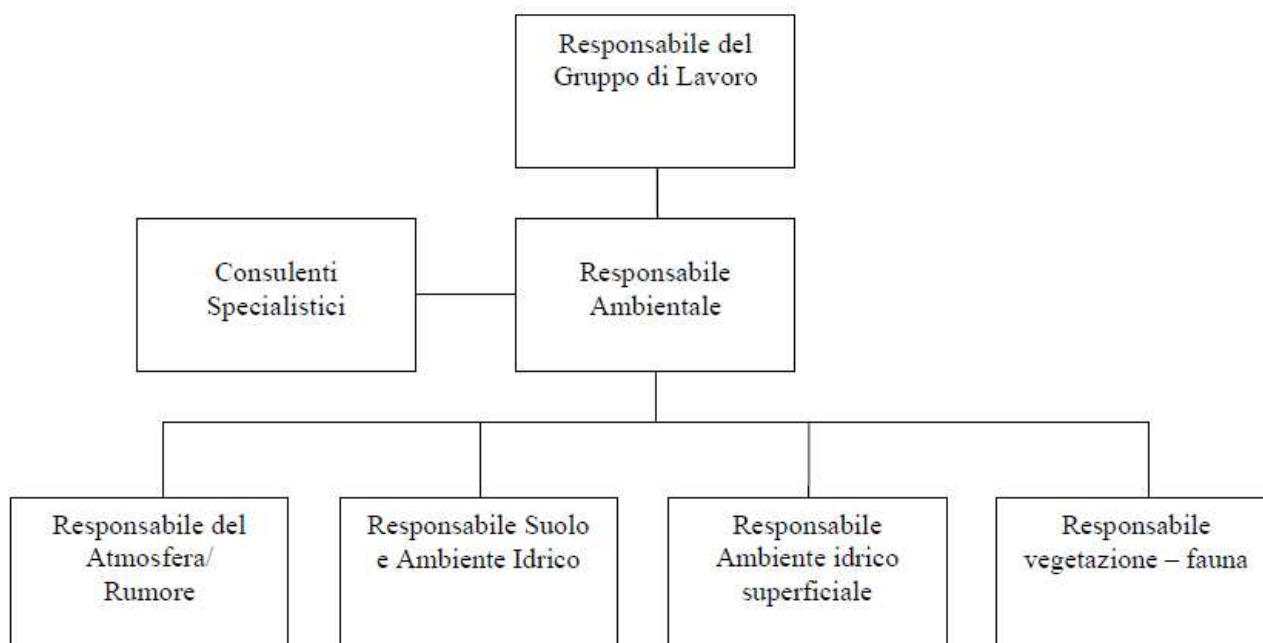 Responsabile del
Gruppo di Lavoro
Consulenti
Specialistici
Responsabile
Ambientale
Responsabile del
Atmosfera/
Rumore
Responsabile Suolo
e Ambiente Idrico
Responsabile
Ambiente idrico
superficiale
Responsabile
vegetazione – fauna